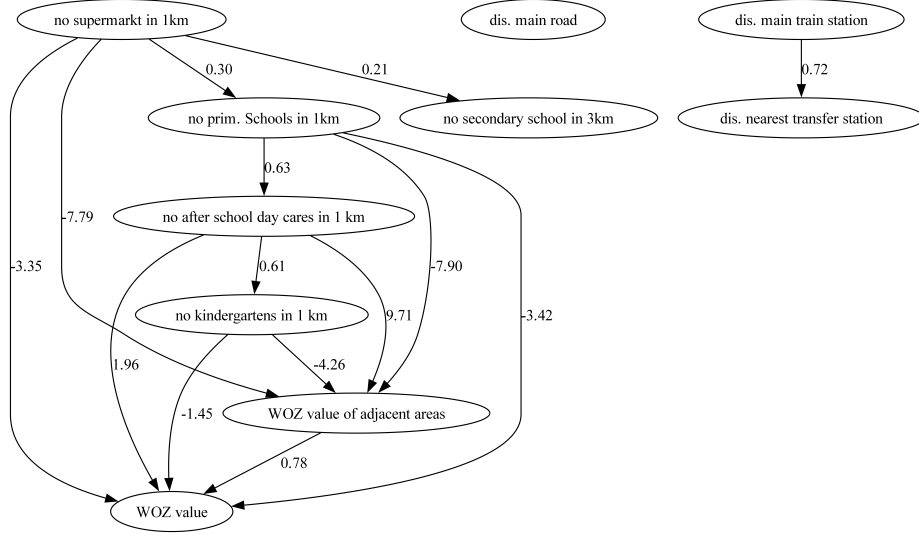 no supermarkt in 1km
dis. main road
dis. main train station
0.30
0.21
0.72
no prim. Schools in 1km
no secondary school in 3km
dis. nearest transfer station
0.63
no after school day cares in 1 km
-7.79
-3.35
0.61
-7.90
no kindergartens in 1 km
9.71
-3.42
1.96
-4.26
-1.45
WOZ value of adjacent areas
0.78
WOZ value